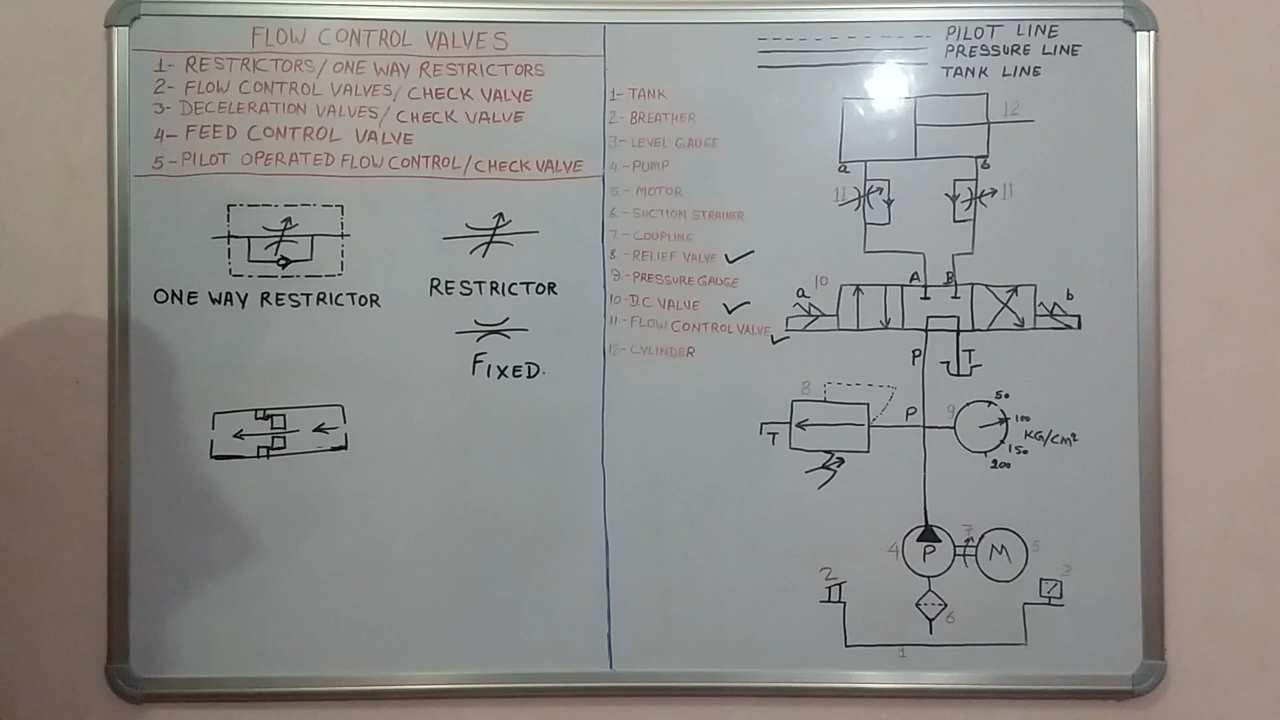 FLOW CONTROL VALVES
1- RESTRICTORS/ONE WAY RESTRICTORS
2- FLOW CONTROL VALVES/CHECK VALVE
3- DECELERATION VALVES/CHECK VALVE
4- FEED CONTROL VALVE
5-PILOT OPERATED FLOW CONTROL/CHECK VALVE
ONE WAY RESTRICTOR
RESTRICTOR
FIXED.
1- TANK
2- BREATHER
3- LEVEL GAUGE
4- PUMP
5- MOTOR
6.- SUCTION STRAINER
7- COUPLING
8- RELIEF VALVE
9- PRESSURE GAUGE
10- D.C VALVE
11- FLOW CONTROL VALVE
12- CYLINDER
PILOT LINE
PRESSURE LINE
TANK LINE
12
a b
11 11
A B
a 10 b
P T
8
P 9
T
50
100
KG/CM²
150
200
4 P 7 M 5
2 3
6
1